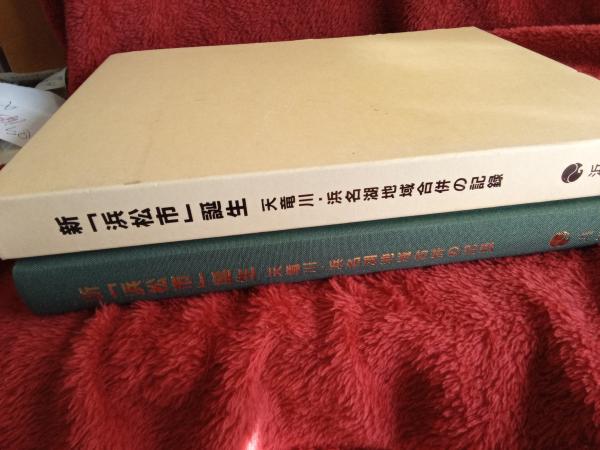 新「浜松市」誕生 天竜川・浜名湖地域合併の記録 浜
新「浜松市」誕生 天竜川・浜名湖地域合併の記録